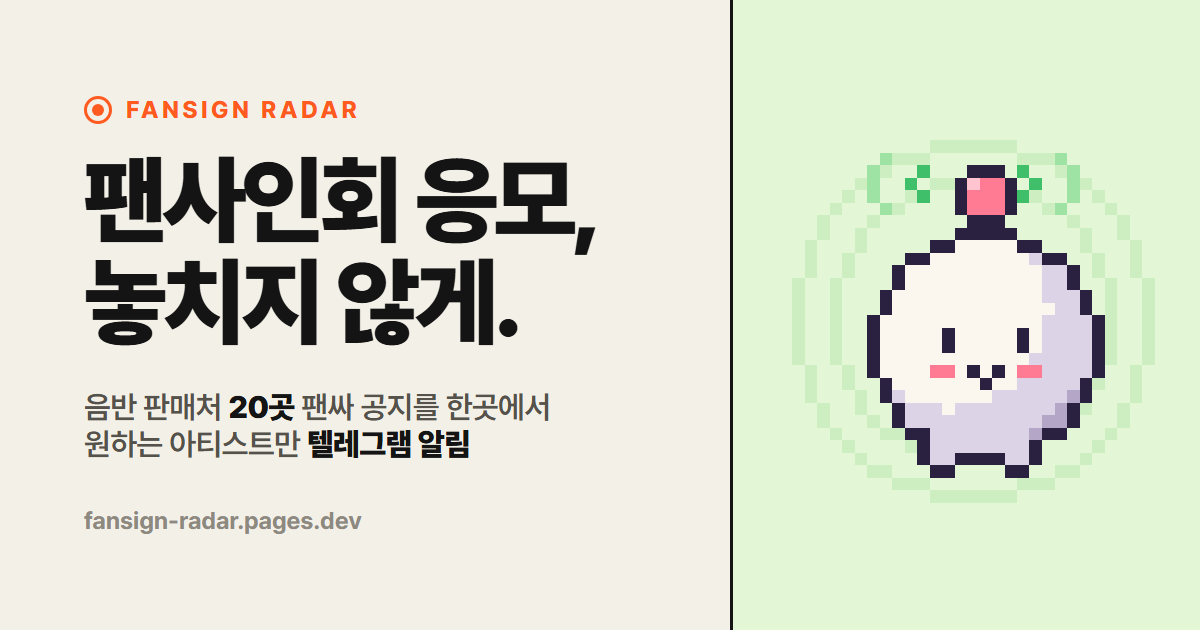 FANSIGN RADAR
팬사인회 응모,
놓치지 않게.
음반 판매처 20곳 팬싸 공지를 한곳에서
원하는 아티스트만 텔레그램 알림
fansign-radar.pages.dev